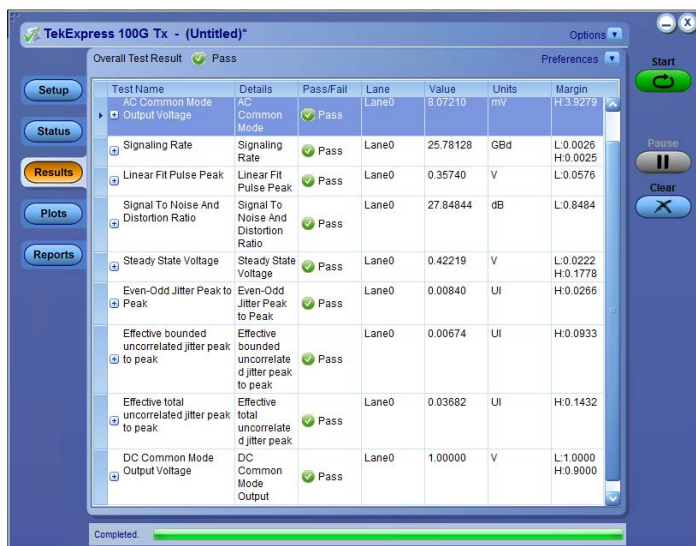 TekExpress 100G Tx - (Untitled)*
Options
Overall Test Result Pass
Preferences
Start
Pause
Clear
Setup
Status
Results
Plots
Reports
Test Name Details Pass/Fail Lane Value Units Margin
AC Common Mode Output Voltage AC Common Mode Pass Lane0 8.07210 mV H:3.9279
Signaling Rate Signaling Rate Pass Lane0 25.78128 GBd L:0.0026 H:0.0025
Linear Fit Pulse Peak Linear Fit Pulse Peak Pass Lane0 0.35740 V L:0.0576
Signal To Noise And Distortion Ratio Signal To Noise And Distortion Ratio Pass Lane0 27.84844 dB L:0.8484
Steady State Voltage Steady State Voltage Pass Lane0 0.42219 V L:0.0222 H:0.1778
Even-Odd Jitter Peak to Peak Even-Odd Jitter Peak to Peak Pass Lane0 0.00840 UI H:0.0266
Effective bounded uncorrelated jitter peak to peak Effective bounded uncorrelate d jitter peak to peak Pass Lane0 0.00674 UI H:0.0933
Effective total uncorrelated jitter peak to peak Effective total uncorrelate d jitter peak Pass Lane0 0.03682 UI H:0.1432
DC Common Mode Output Voltage DC Common Mode Output Pass Lane0 1.00000 V L:1.0000 H:0.9000
Completed.